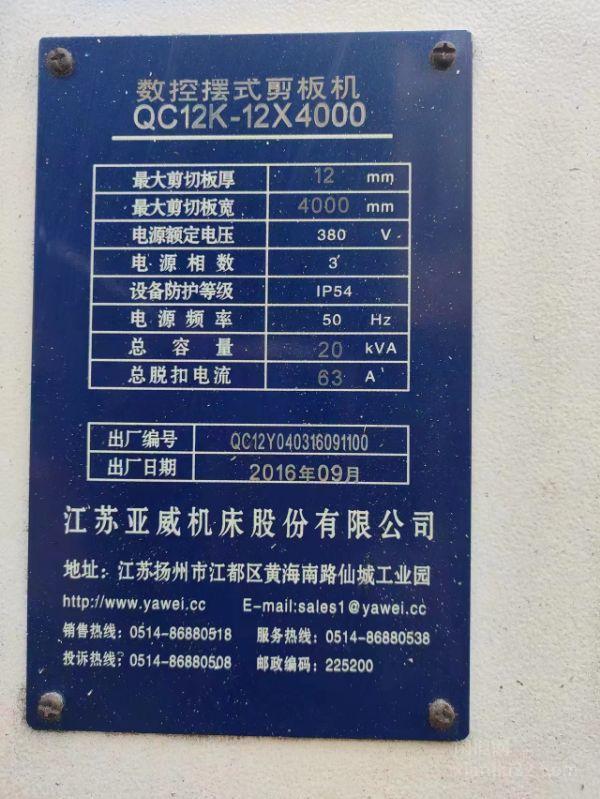 数控摆式剪板机
QC12K-12X4000
最大剪切板厚 12 mm
最大剪切板宽 4000 mm
电源额定电压 380 V
电源相数 3
设备防护等级 IP54
电源频率 50 Hz
总容量 20 kVA
总脱扣电流 63 A
出厂编号 QC12Y040316091100
出厂日期 2016年09月
江苏亚威机床股份有限公司
地址：江苏扬州市江都区黄海南路仙城工业园
http://www.yawei.cc E-mail:sales1@yawei.cc
销售热线：0514-86880518 服务热线：0514-86880538
投诉热线：0514-86880508 邮政编码：225200